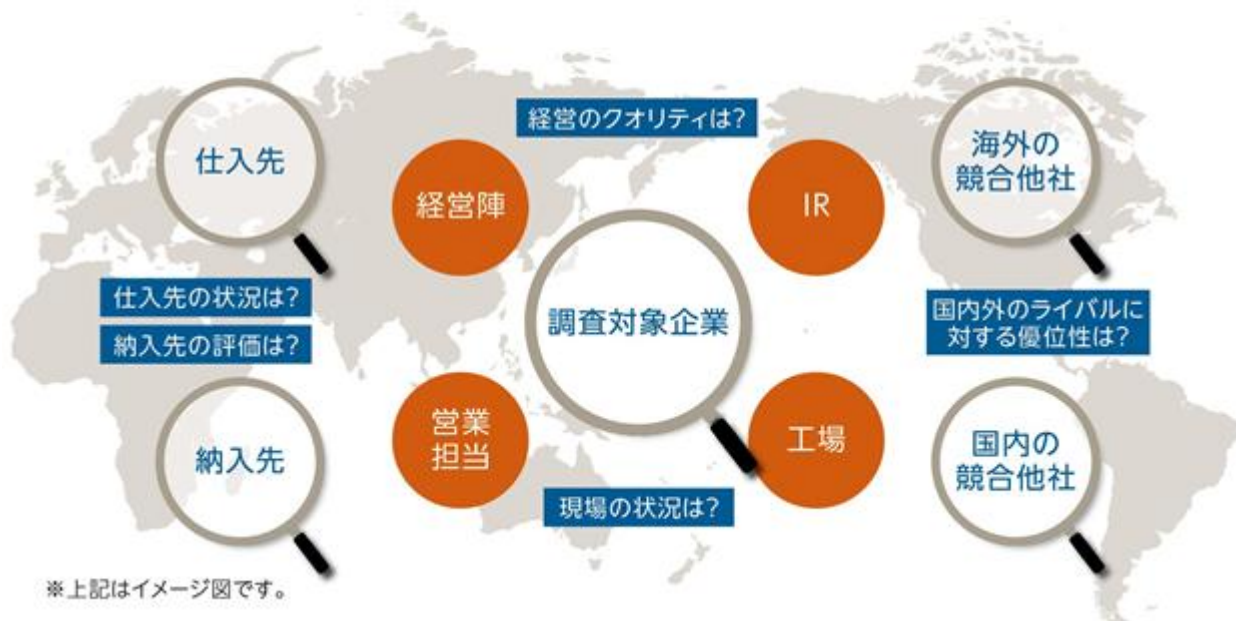 経営のクオリティは?
仕入先
経営陣
IR
海外の
競合他社
仕入先の状況は?
納入先の評価は?
調査対象企業
国内外のライバルに
対する優位性は?
納入先
営業
担当
工場
国内の
競合他社
現場の状況は?
※上記はイメージ図です。